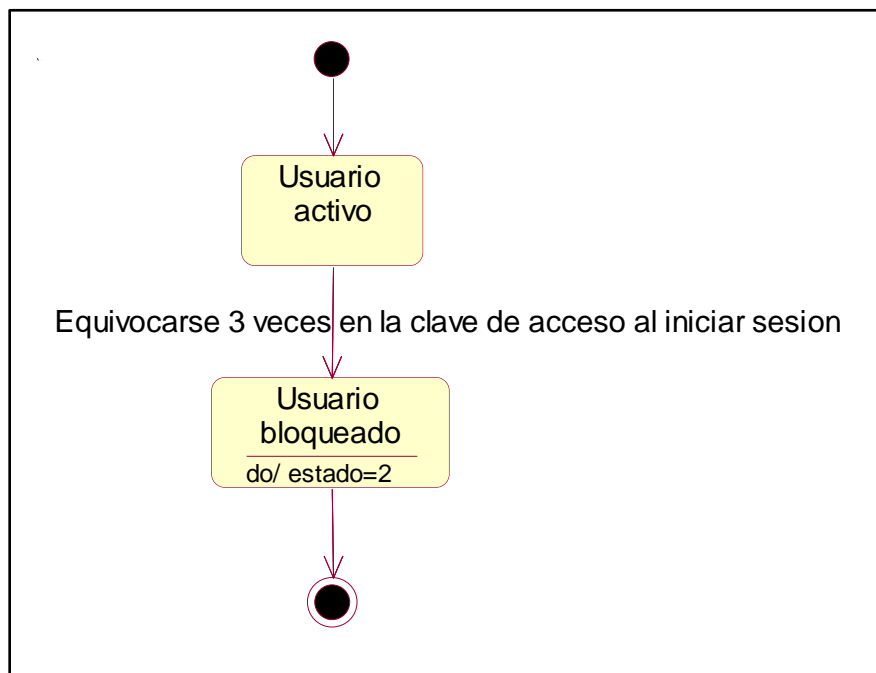 Usuario
activo
Equivocarse 3 veces en la clave de acceso al iniciar sesion
Usuario
bloqueado
do/ estado=2